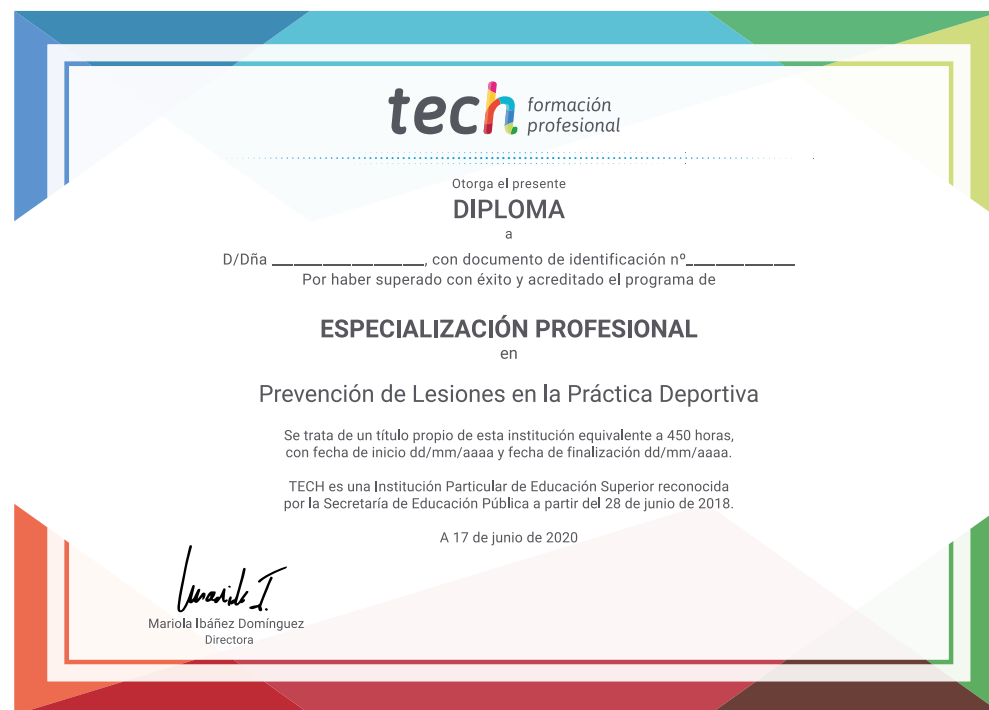 tech formación
profesional
Otorga el presente
DIPLOMA
a
D/Dña ____________________, con documento de identificación nº______________
Por haber superado con éxito y acreditado el programa de
ESPECIALIZACIÓN PROFESIONAL
en
Prevención de Lesiones en la Práctica Deportiva
Se trata de un título propio de esta institución equivalente a 450 horas,
con fecha de inicio dd/mm/aaaa y fecha de finalización dd/mm/aaaa.
TECH es una Institución Particular de Educación Superior reconocida
por la Secretaría de Educación Pública a partir del 28 de junio de 2018.
A 17 de junio de 2020
Mariola Ibáñez Domínguez
Directora